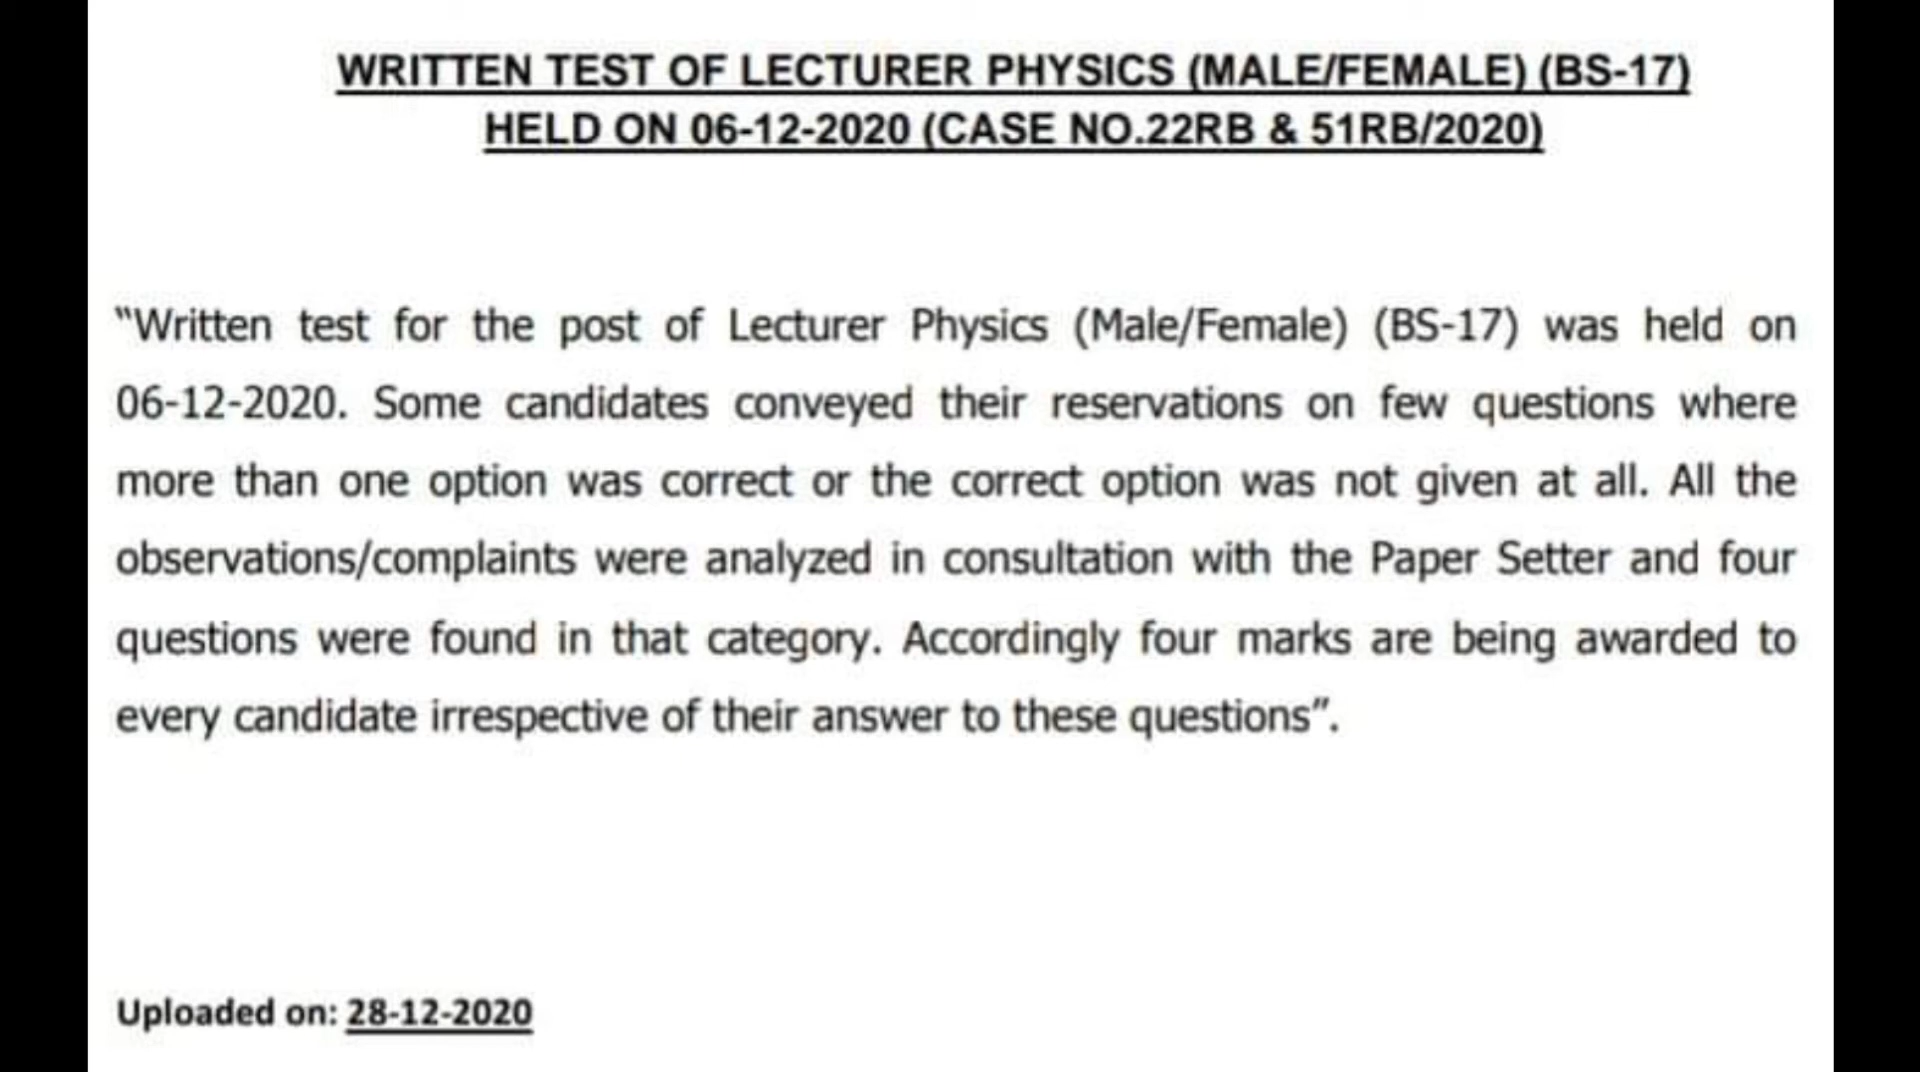 WRITTEN TEST OF LECTURER PHYSICS (MALE/FEMALE) (BS-17)
HELD ON 06-12-2020 (CASE NO.22RB & 51RB/2020)
“Written test for the post of Lecturer Physics (Male/Female) (BS-17) was held on
06-12-2020. Some candidates conveyed their reservations on few questions where
more than one option was correct or the correct option was not given at all. All the
observations/complaints were analyzed in consultation with the Paper Setter and four
questions were found in that category. Accordingly four marks are being awarded to
every candidate irrespective of their answer to these questions”.
Uploaded on: 28-12-2020